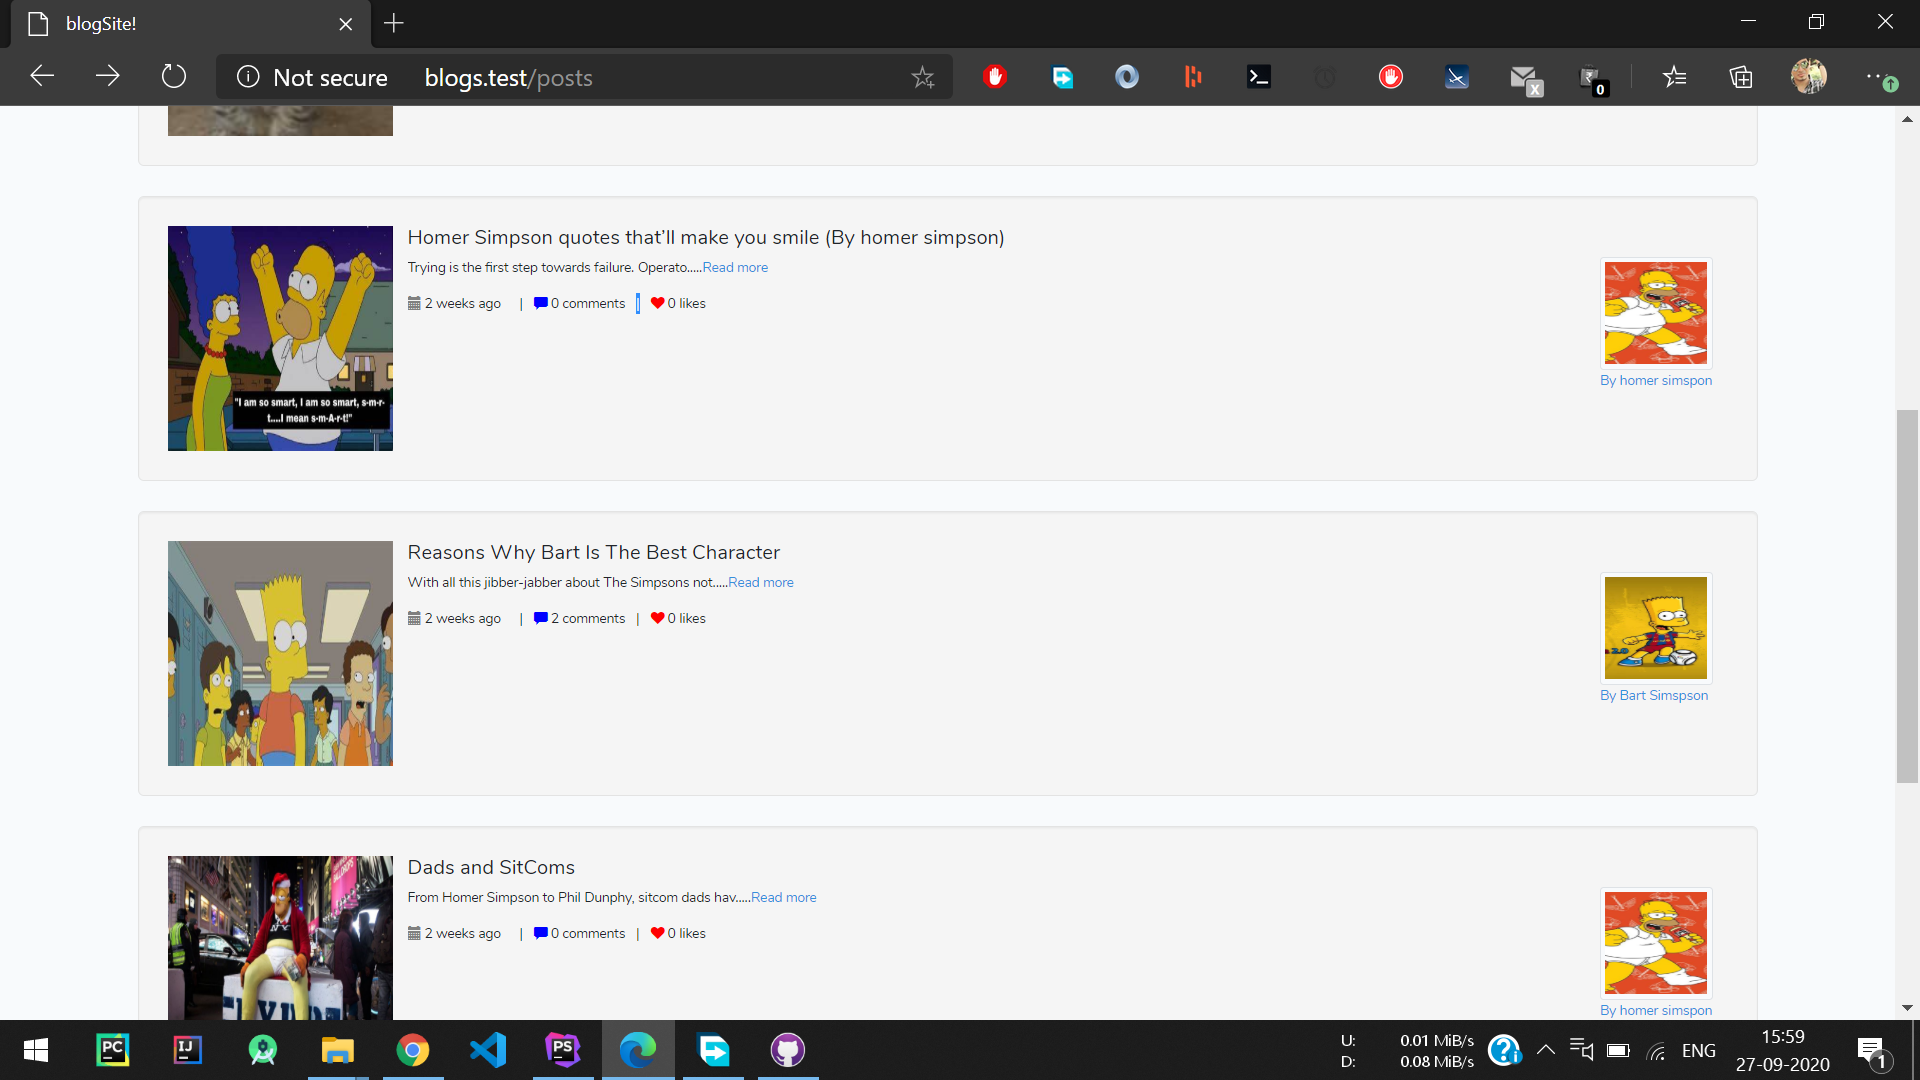 blogSite!
Not secure blogs.test/posts
X
0
Homer Simpson quotes that’ll make you smile (By homer simpson)
Trying is the first step towards failure. Operato.....Read more
2 weeks ago | 0 comments | 0 likes
"I am so smart, I am so smart, s-m-r-
t....I mean s-m-A-r-t!"
By homer simspon
Reasons Why Bart Is The Best Character
With all this jibber-jabber about The Simpsons not.....Read more
2 weeks ago | 2 comments | 0 likes
2.0
By Bart Simspson
Dads and SitComs
From Homer Simpson to Phil Dunphy, sitcom dads hav.....Read more
2 weeks ago | 0 comments | 0 likes
By homer simspon
PC
IJ
PS
U: 0.01 MiB/s
D: 0.08 MiB/s
ENG
15:59
27-09-2020
1